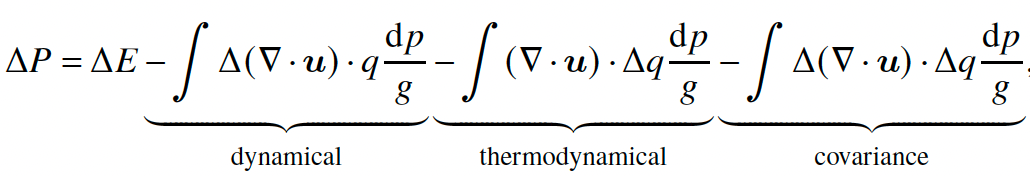 ΔP = ΔE − ∫ Δ(∇ · u) · q dp/g − ∫ (∇ · u) · Δq dp/g − ∫ Δ(∇ · u) · Δq dp/g,
dynamical thermodynamical covariance